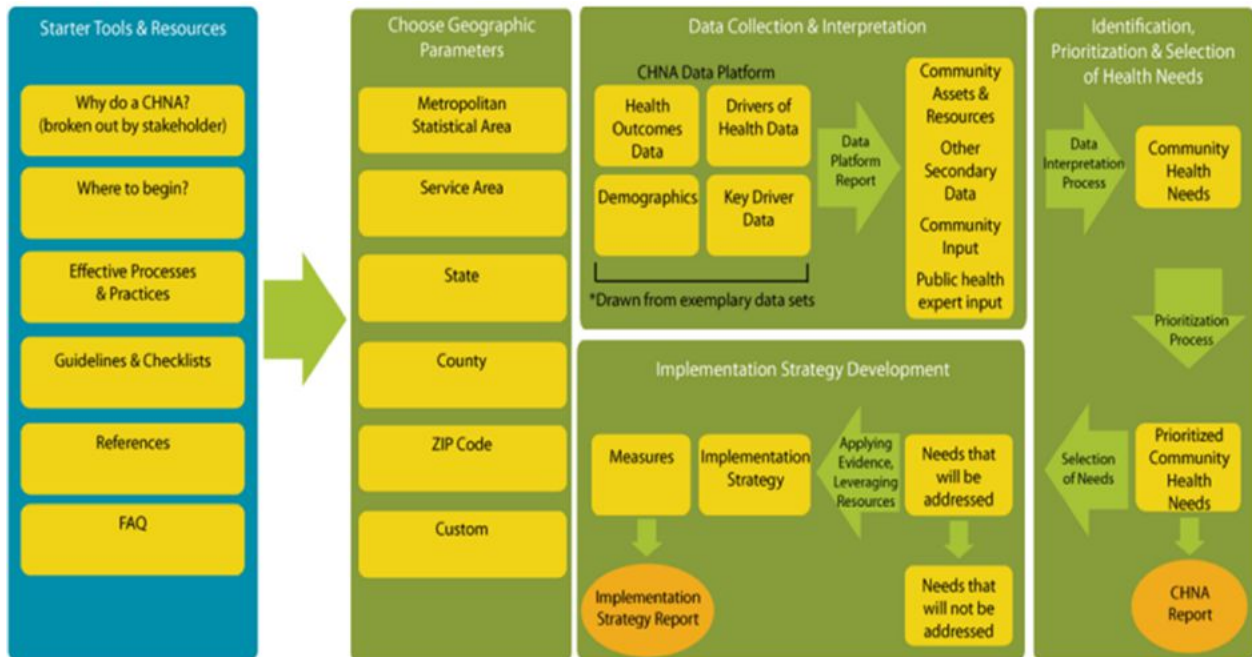 Starter Tools & Resources
Why do a CHNA?
(broken out by stakeholder)
Where to begin?
Effective Processes
& Practices
Guidelines & Checklists
References
FAQ
Choose Geographic
Parameters
Metropolitan
Statistical Area
Service Area
State
County
ZIP Code
Custom
Data Collection & Interpretation
CHNA Data Platform
Health
Outcomes
Data
Drivers of
Health Data
Demographics
Key Driver
Data
*Drawn from exemplary data sets
Data
Platform
Report
Community
Assets &
Resources
Other
Secondary
Data
Community
Input
Public health
expert input
Data
Interpretation
Process
Identification,
Prioritization & Selection
of Health Needs
Community
Health
Needs
Prioritization
Process
Prioritized
Community
Health
Needs
CHNA
Report
Selection
of Needs
Implementation Strategy Development
Needs that
will be
addressed
Needs that
will not be
addressed
Applying
Evidence,
Leveraging
Resources
Implementation
Strategy
Measures
Implementation
Strategy Report